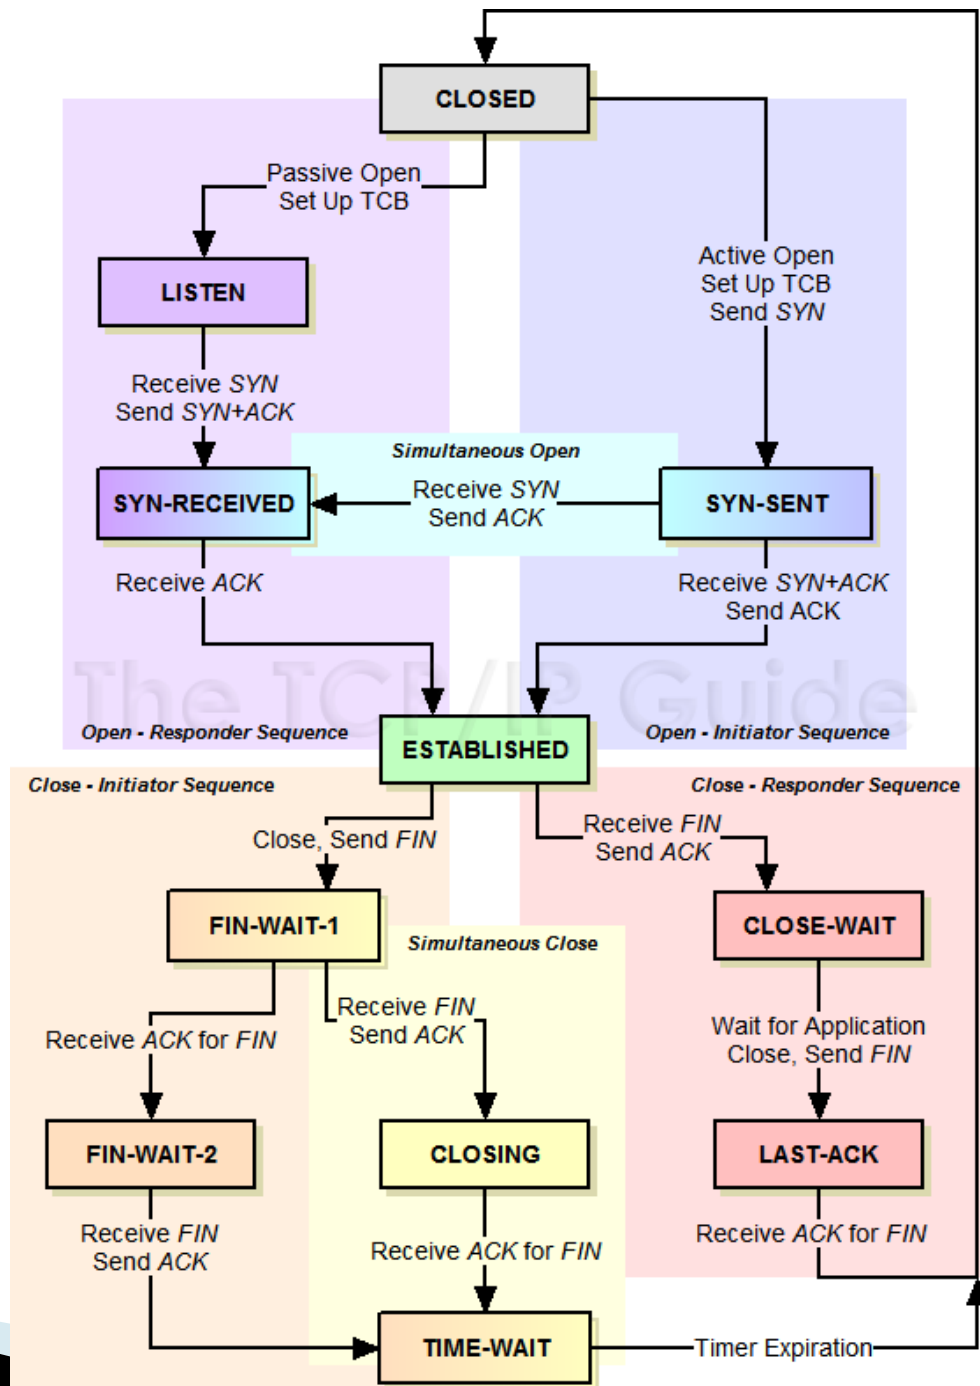 CLOSED
Passive Open
Set Up TCB
Active Open
Set Up TCB
Send SYN
LISTEN
Receive SYN
Send SYN+ACK
Simultaneous Open
SYN-RECEIVED
Receive SYN
Send ACK
SYN-SENT
Receive ACK
Receive SYN+ACK
Send ACK
The TCP/IP Guide
Open - Responder Sequence
ESTABLISHED
Open - Initiator Sequence
Close - Initiator Sequence
Close - Responder Sequence
Close, Send FIN
Receive FIN
Send ACK
FIN-WAIT-1
Simultaneous Close
CLOSE-WAIT
Receive ACK for FIN
Receive FIN
Send ACK
Wait for Application
Close, Send FIN
FIN-WAIT-2
CLOSING
LAST-ACK
Receive FIN
Send ACK
Receive ACK for FIN
Receive ACK for FIN
TIME-WAIT
Timer Expiration